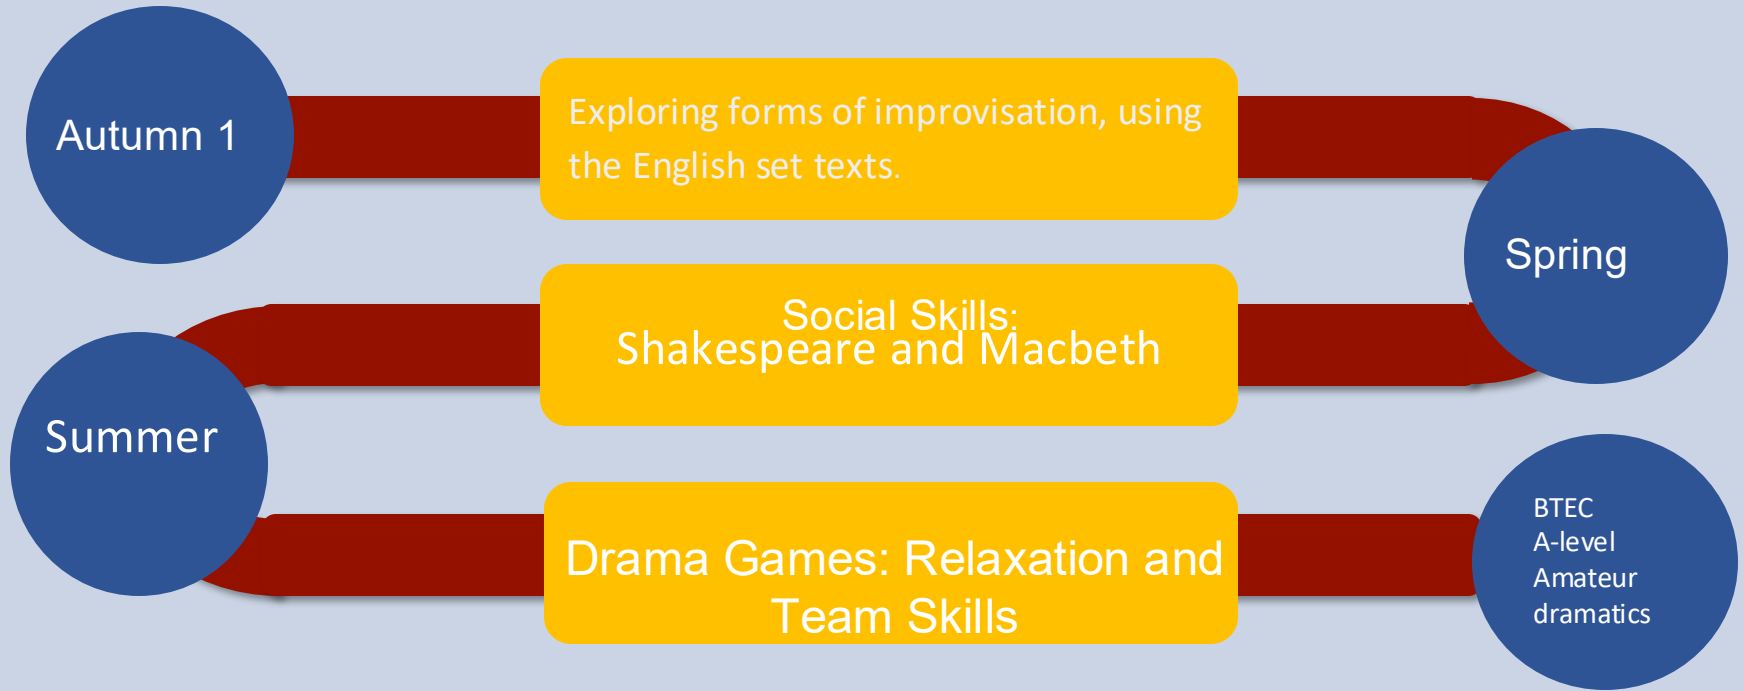 Autumn 1
Exploring forms of improvisation, using
the English set texts.
Spring
Social Skills:
Shakespeare and Macbeth
Summer
Drama Games: Relaxation and
Team Skills
BTEC
A-level
Amateur
dramatics